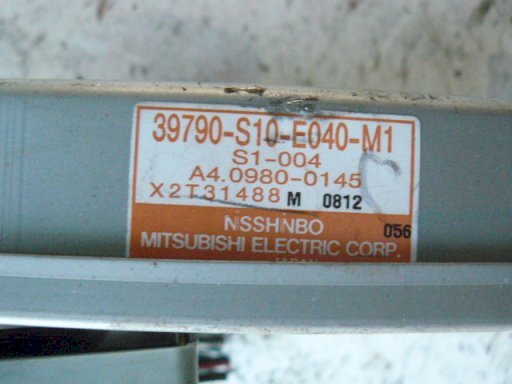 39790-S10-E040-M1
S1-004
A4.0980-0145
X2T31488 M 0812
NISSHINBO 056
MITSUBISHI ELECTRIC CORP.